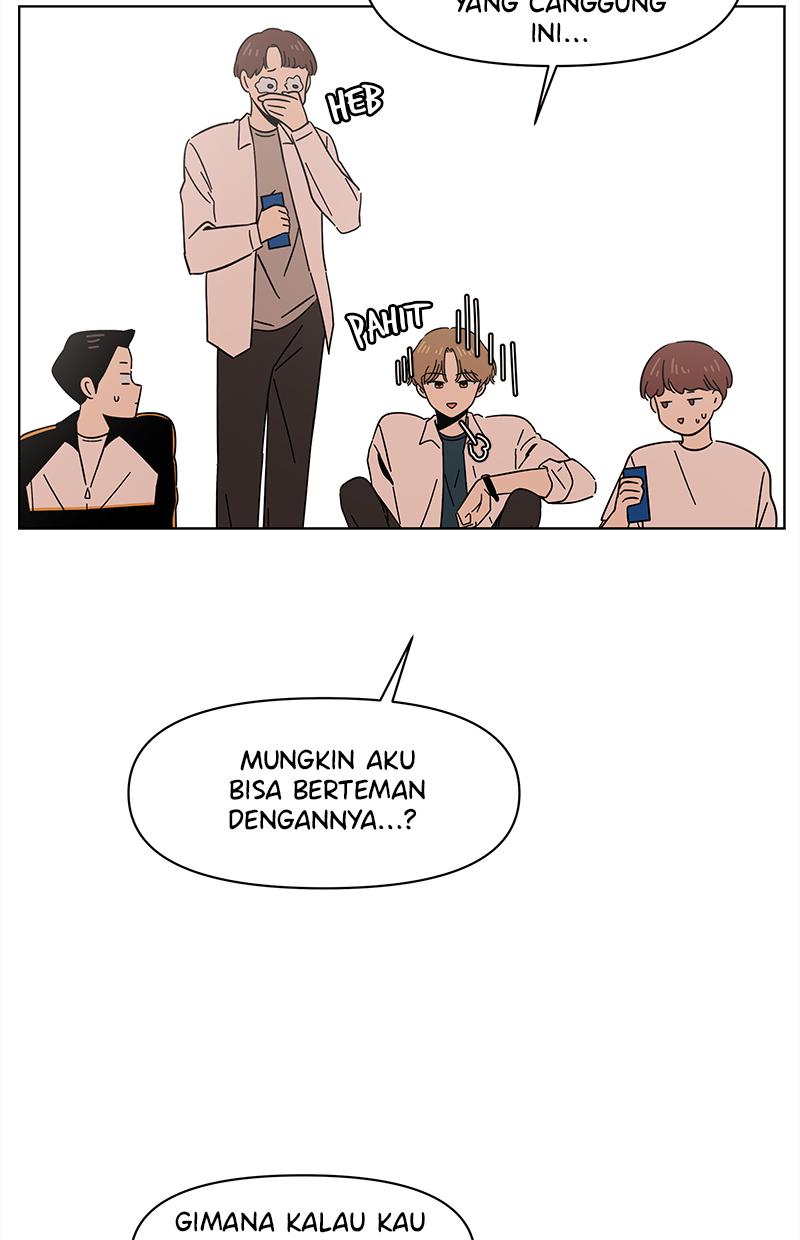 YANG CANGGUNG
INI...
HEB
PAHIT
MUNGKIN AKU
BISA BERTEMAN
DENGANNYA...?
GIMANA KALAU KAU